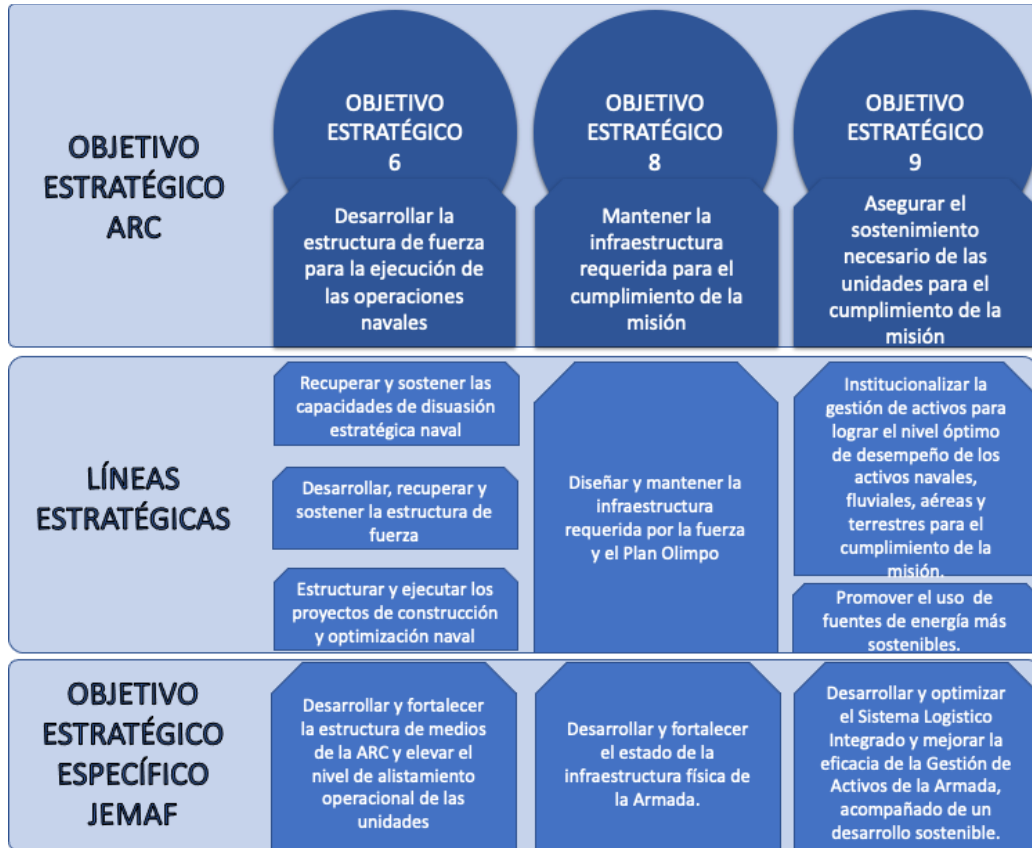 OBJETIVO
ESTRATÉGICO
ARC
OBJETIVO
ESTRATÉGICO
6
Desarrollar la
estructura de fuerza
para la ejecución de
las operaciones
navales
OBJETIVO
ESTRATÉGICO
8
Mantener la
infraestructura
requerida para el
cumplimiento de la
misión
OBJETIVO
ESTRATÉGICO
9
Asegurar el
sostenimiento
necesario de las
unidades para el
cumplimiento de la
misión
LÍNEAS
ESTRATÉGICAS
Recuperar y sostener las
capacidades de disuasión
estratégica naval
Desarrollar, recuperar y
sostener la estructura de
fuerza
Estructurar y ejecutar los
proyectos de construcción
y optimización naval
Diseñar y mantener la
infraestructura
requerida por la fuerza
y el Plan Olimpo
Institucionalizar la
gestión de activos para
lograr el nivel óptimo
de desempeño de los
activos navales,
fluviales, aéreas y
terrestres para el
cumplimiento de la
misión.
Promover el uso de
fuentes de energía más
sostenibles.
OBJETIVO
ESTRATÉGICO
ESPECÍFICO
JEMAF
Desarrollar y fortalecer
la estructura de medios
de la ARC y elevar el
nivel de alistamiento
operacional de las
unidades
Desarrollar y fortalecer
el estado de la
infraestructura física de
la Armada.
Desarrollar y optimizar
el Sistema Logistico
Integrado y mejorar la
eficacia de la Gestión de
Activos de la Armada,
acompañado de un
desarrollo sostenible.